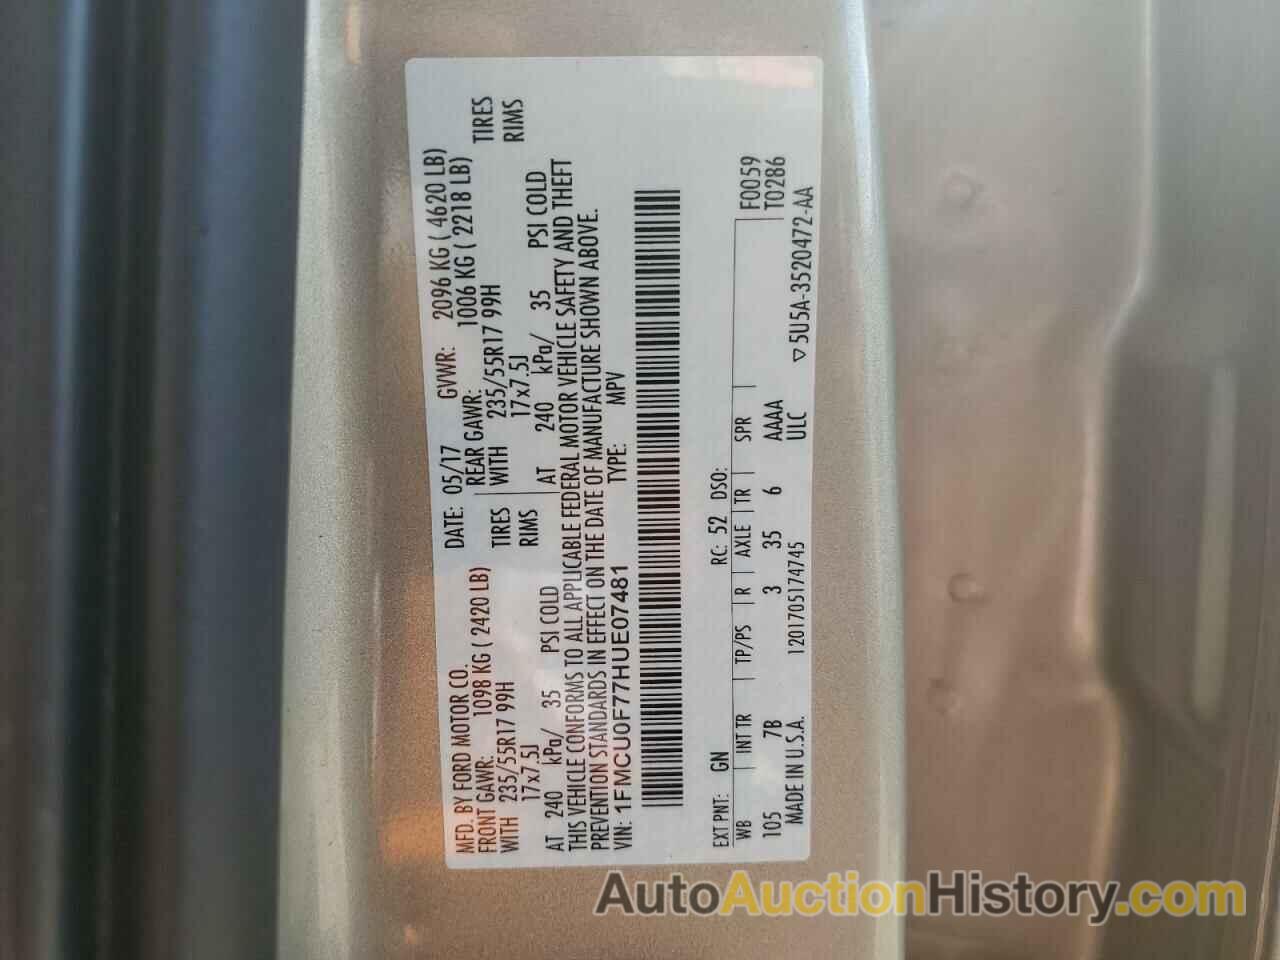 MFD. BY FORD MOTOR CO. DATE: 05/17 GVWR: 2096 KG ( 4620 LB)
FRONT GAWR: 1098 KG ( 2420 LB) REAR GAWR: 1006 KG ( 2218 LB)
WITH 235/55R17 99H TIRES WITH 235/55R17 99H TIRES
17x7.5J RIMS 17x7.5J RIMS
AT 240 kPa/ 35 PSI COLD AT 240 kPa/ 35 PSI COLD
THIS VEHICLE CONFORMS TO ALL APPLICABLE FEDERAL MOTOR VEHICLE SAFETY AND THEFT
PREVENTION STANDARDS IN EFFECT ON THE DATE OF MANUFACTURE SHOWN ABOVE.
VIN: 1FMCU0F77HUE07481 TYPE: MPV
EXT PNT: GN RC: 52 DSO: F0059
WB INT TR TP/PS R AXLE TR SPR T0286
105 7B 3 35 6 AAAA
MADE IN U.S.A. 1201705174745 ULC ▽ 5U5A-3520472-AA
AutoAuctionHistory.com